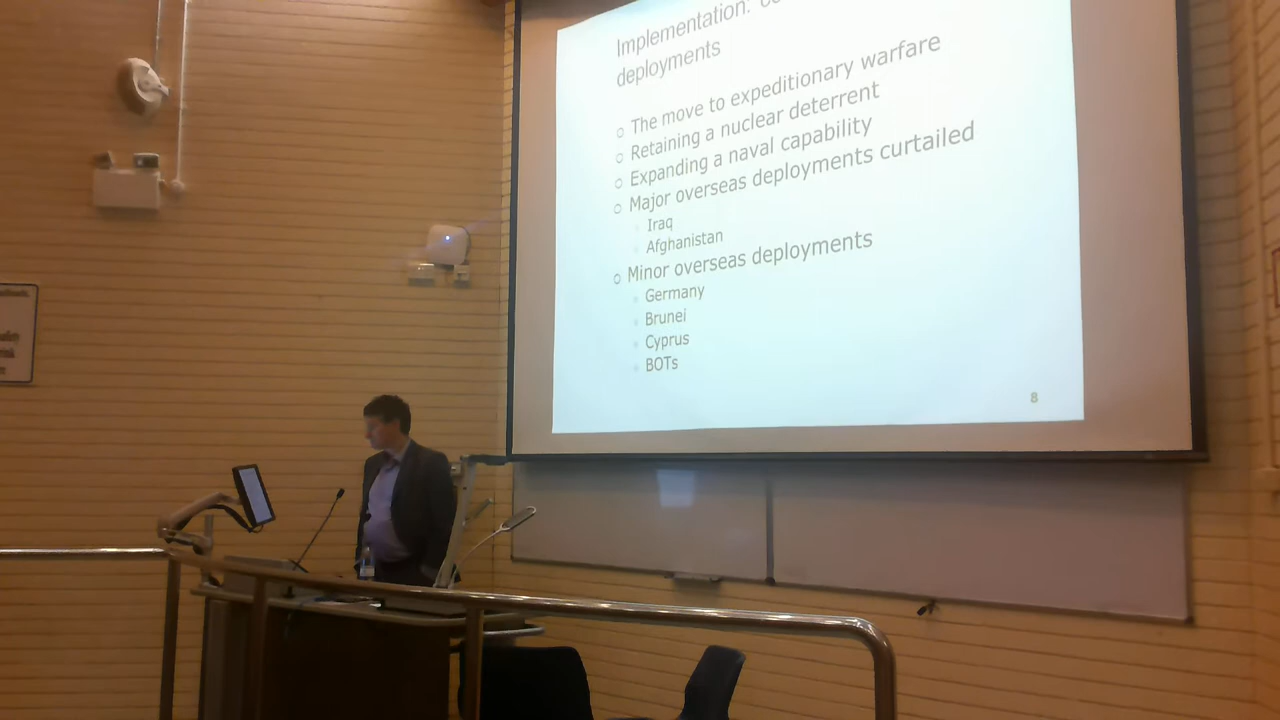 Implementation:
deployments
The move to expeditionary warfare
Retaining a nuclear deterrent
Expanding a naval capability
Major overseas deployments curtailed
Iraq
Afghanistan
Minor overseas deployments
Germany
Brunei
Cyprus
BOTs
8